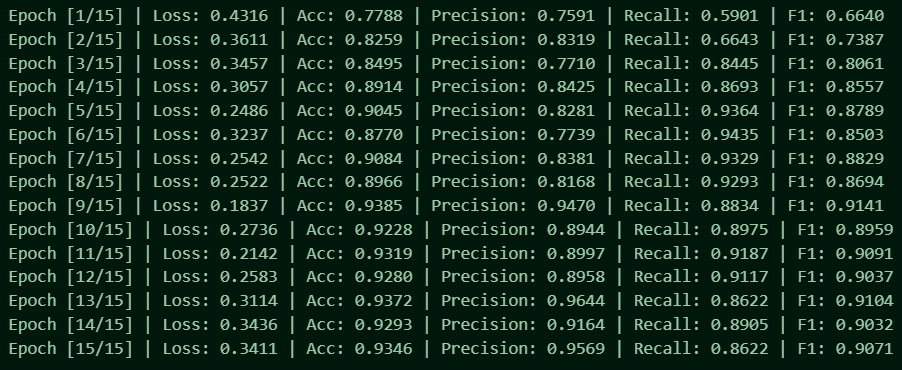 Epoch [1/15] | Loss: 0.4316 | Acc: 0.7788 | Precision: 0.7591 | Recall: 0.5901 | F1: 0.6640
Epoch [2/15] | Loss: 0.3611 | Acc: 0.8259 | Precision: 0.8319 | Recall: 0.6643 | F1: 0.7387
Epoch [3/15] | Loss: 0.3457 | Acc: 0.8495 | Precision: 0.7710 | Recall: 0.8445 | F1: 0.8061
Epoch [4/15] | Loss: 0.3057 | Acc: 0.8914 | Precision: 0.8425 | Recall: 0.8693 | F1: 0.8557
Epoch [5/15] | Loss: 0.2486 | Acc: 0.9045 | Precision: 0.8281 | Recall: 0.9364 | F1: 0.8789
Epoch [6/15] | Loss: 0.3237 | Acc: 0.8770 | Precision: 0.7739 | Recall: 0.9435 | F1: 0.8503
Epoch [7/15] | Loss: 0.2542 | Acc: 0.9084 | Precision: 0.8381 | Recall: 0.9329 | F1: 0.8829
Epoch [8/15] | Loss: 0.2522 | Acc: 0.8966 | Precision: 0.8168 | Recall: 0.9293 | F1: 0.8694
Epoch [9/15] | Loss: 0.1837 | Acc: 0.9385 | Precision: 0.9470 | Recall: 0.8834 | F1: 0.9141
Epoch [10/15] | Loss: 0.2736 | Acc: 0.9228 | Precision: 0.8944 | Recall: 0.8975 | F1: 0.8959
Epoch [11/15] | Loss: 0.2142 | Acc: 0.9319 | Precision: 0.8997 | Recall: 0.9187 | F1: 0.9091
Epoch [12/15] | Loss: 0.2583 | Acc: 0.9280 | Precision: 0.8958 | Recall: 0.9117 | F1: 0.9037
Epoch [13/15] | Loss: 0.3114 | Acc: 0.9372 | Precision: 0.9644 | Recall: 0.8622 | F1: 0.9104
Epoch [14/15] | Loss: 0.3436 | Acc: 0.9293 | Precision: 0.9164 | Recall: 0.8905 | F1: 0.9032
Epoch [15/15] | Loss: 0.3411 | Acc: 0.9346 | Precision: 0.9569 | Recall: 0.8622 | F1: 0.9071